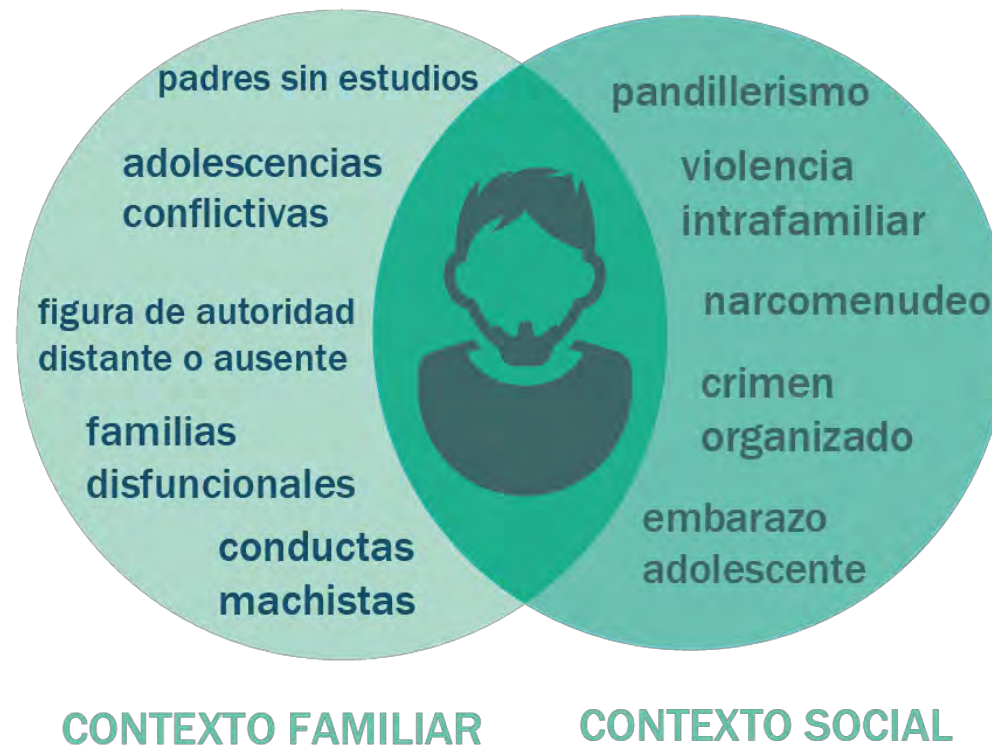 padres sin estudios
adolescencias
conflictivas
figura de autoridad
distante o ausente
familias
disfuncionales
conductas
machistas
pandillerismo
violencia
intrafamiliar
narcomenudeo
crimen
organizado
embarazo
adolescente
CONTEXTO FAMILIAR
CONTEXTO SOCIAL